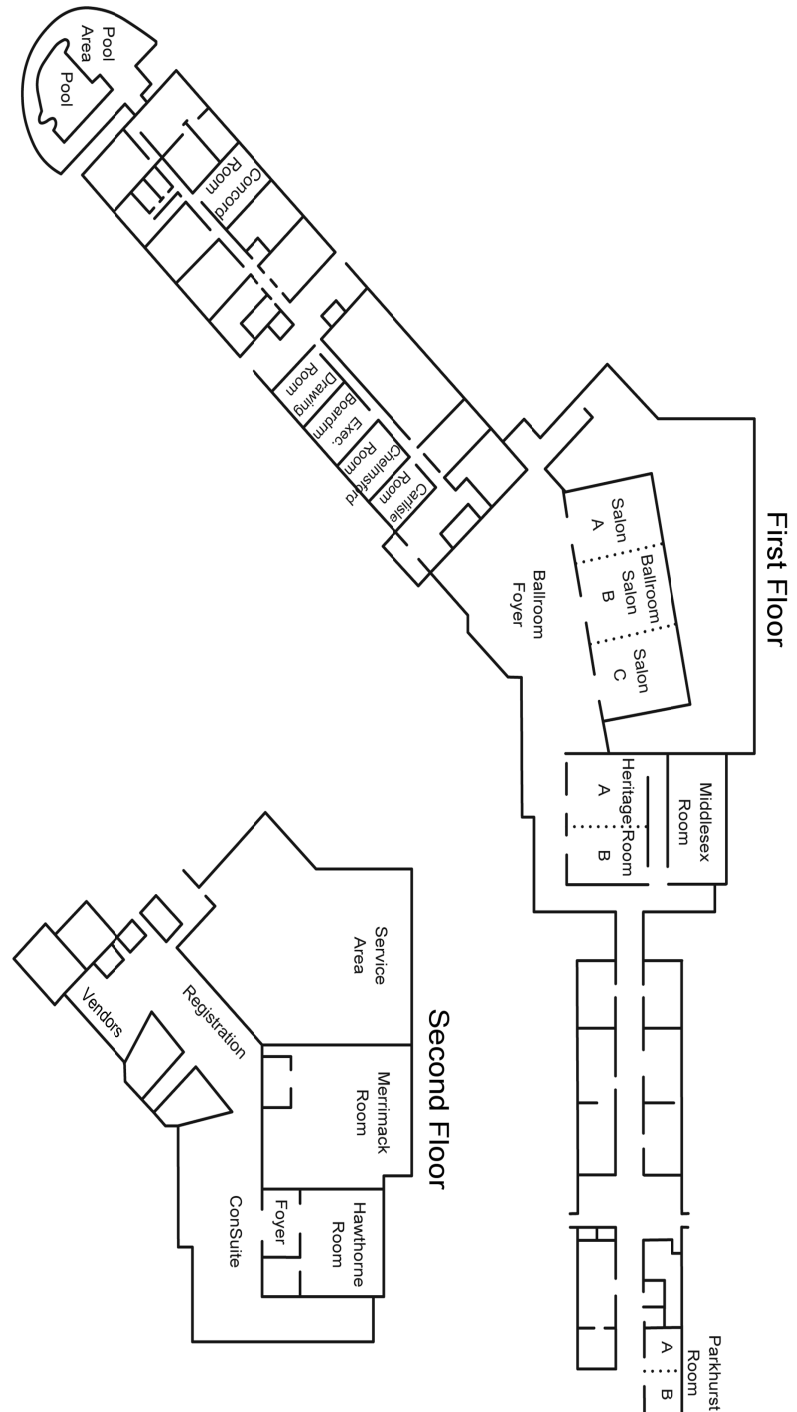 First Floor
Pool
Area
Pool
Concord
Room
Drawing
Room
Exec.
Boardrm
Chelmsford
Room
Carlisle
Room
Ballroom
Foyer
Ballroom
Salon
A
Salon
B
Salon
C
Middlesex
Room
Heritage Room
A
B
Parkhurst
Room
A
B
Second Floor
Service
Area
Registration
Vendors
Merrimack
Room
Hawthorne
Room
Foyer
ConSuite